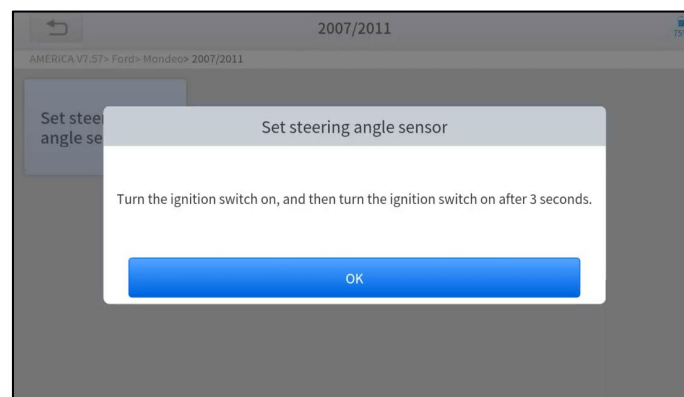 2007/2011
75%
AMERICA V7.57> Ford> Mondeo> 2007/2011
Set steer
angle se
Set steering angle sensor
Turn the ignition switch on, and then turn the ignition switch on after 3 seconds.
OK